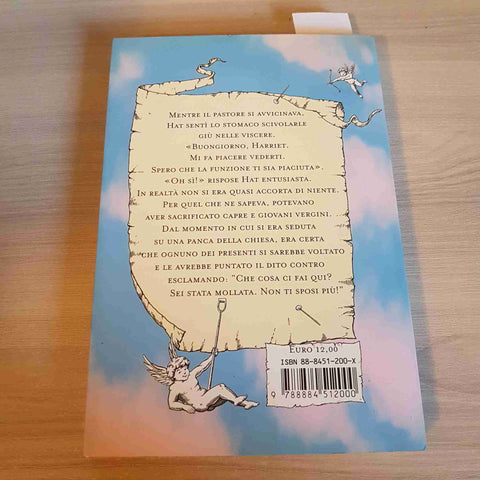 MENTRE IL PASTORE SI AVVICINAVA,
HAT SENTÌ LO STOMACO SCIVOLARLE
GIÙ NELLE VISCERE.
«BUONGIORNO, HARRIET.
MI FA PIACERE VEDERTI.
SPERO CHE LA FUNZIONE TI SIA PIACIUTA».
«OH SÌ!» RISPOSE HAT ENTUSIASTA.
IN REALTÀ NON SI ERA QUASI ACCORTA DI NIENTE.
PER QUEL CHE NE SAPEVA, POTEVANO
AVER SACRIFICATO CAPRE E GIOVANI VERGINI.
DAL MOMENTO IN CUI SI ERA SEDUTA
SU UNA PANCA DELLA CHIESA, ERA CERTA
CHE OGNUNO DEI PRESENTI SI SAREBBE VOLTATO
E LE AVREBBE PUNTATO IL DITO CONTRO
ESCLAMANDO: "CHE COSA CI FAI QUI?
SEI STATA MOLLATA. NON TI SPOSI PIÙ!"
EURO 12,00
ISBN 88-8451-200-X
9 788884 512000